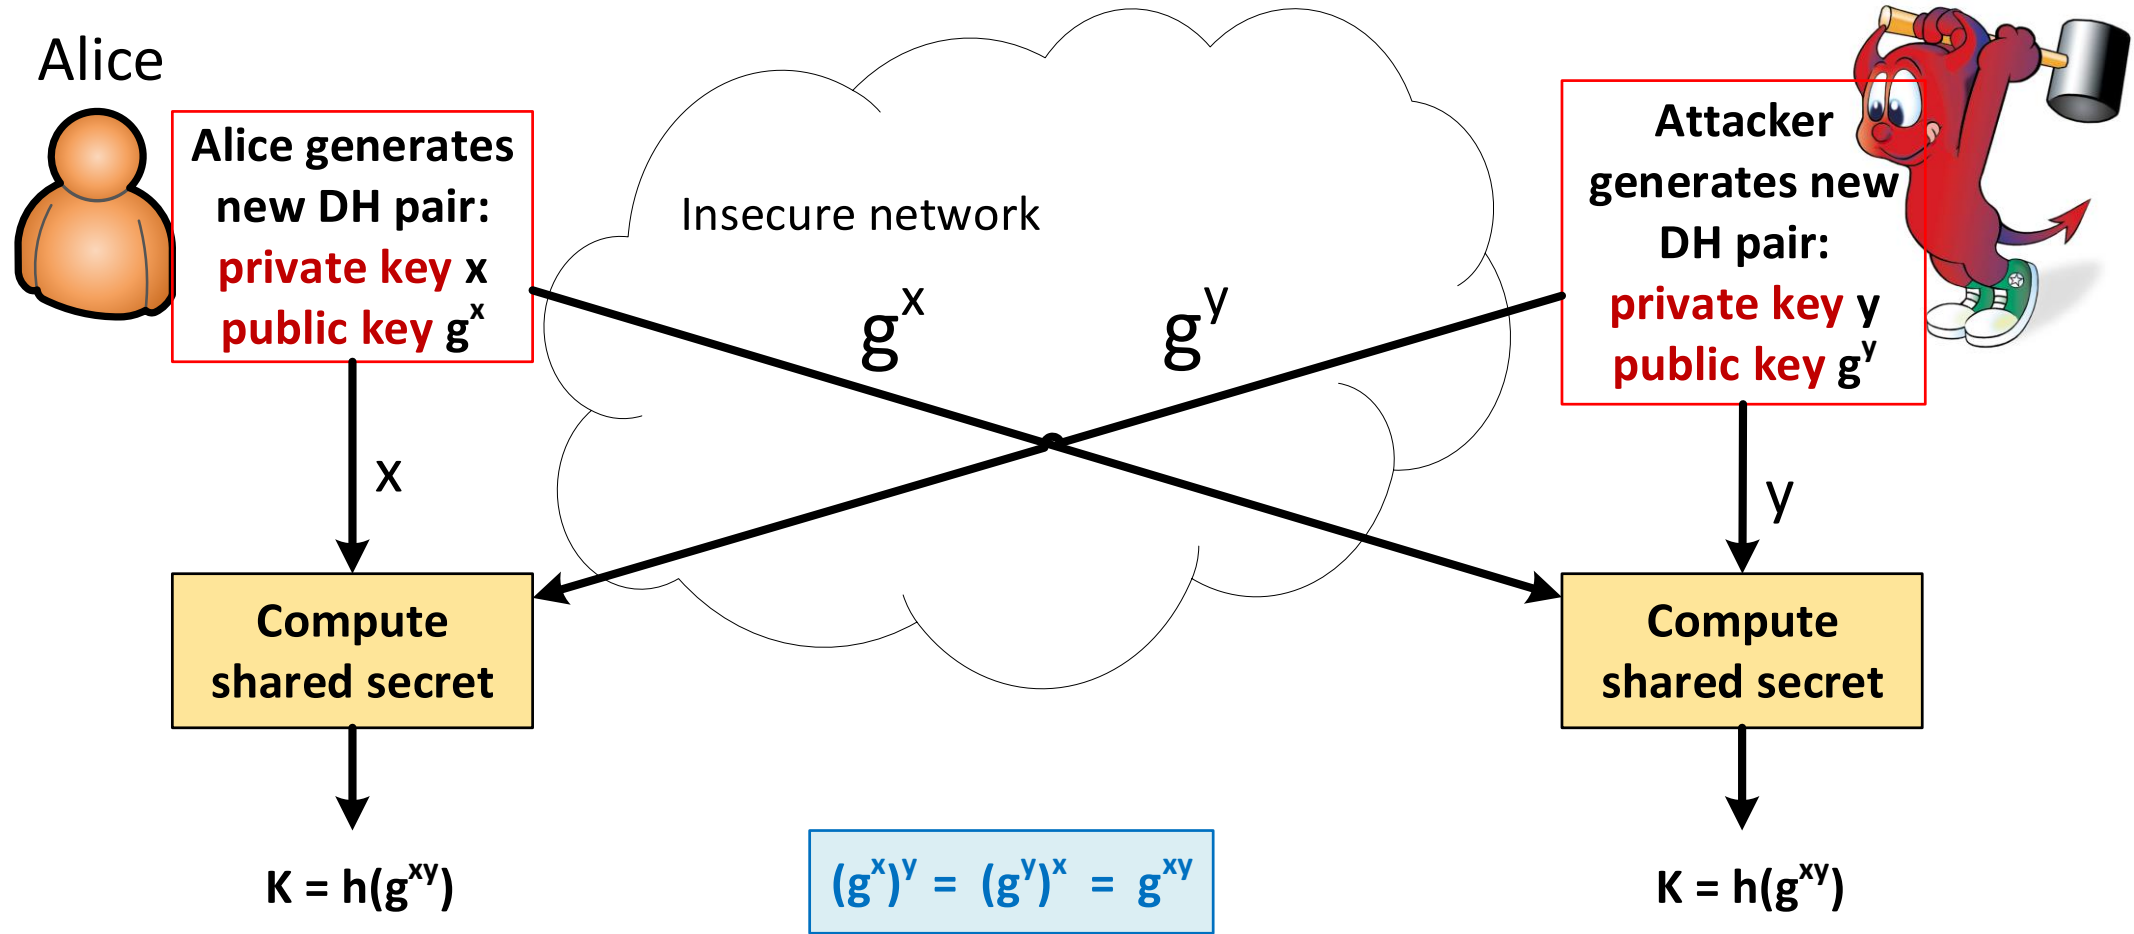 Alice
Alice generates
new DH pair:
private key x
public key gˣ
Insecure network
gˣ
gʸ
Attacker
generates new
DH pair:
private key y
public key gʸ
x
y
Compute
shared secret
Compute
shared secret
K = h(gˣʸ)
(gˣ)ʸ = (gʸ)ˣ = gˣʸ
K = h(gˣʸ)